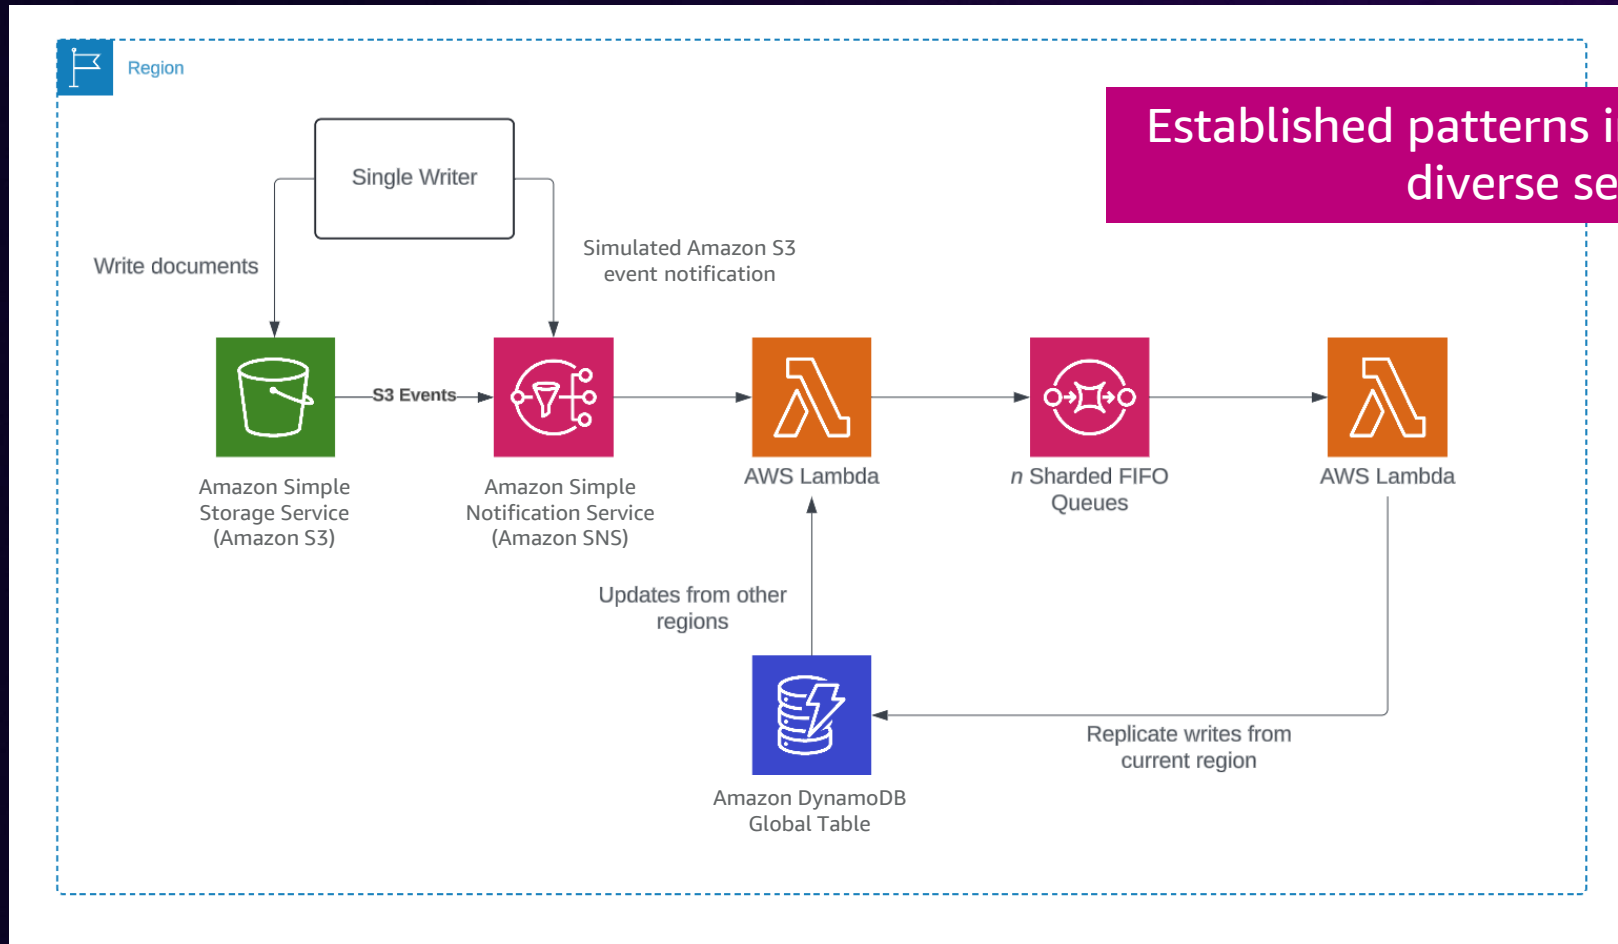 Region
Established patterns
diverse
Single Writer
Write documents
Simulated Amazon S3
event notification
S3 Events
Amazon Simple
Storage Service
(Amazon S3)
Amazon Simple
Notification Service
(Amazon SNS)
AWS Lambda
n Sharded FIFO
Queues
AWS Lambda
Updates from other
regions
Replicate writes from
current region
Amazon DynamoDB
Global Table